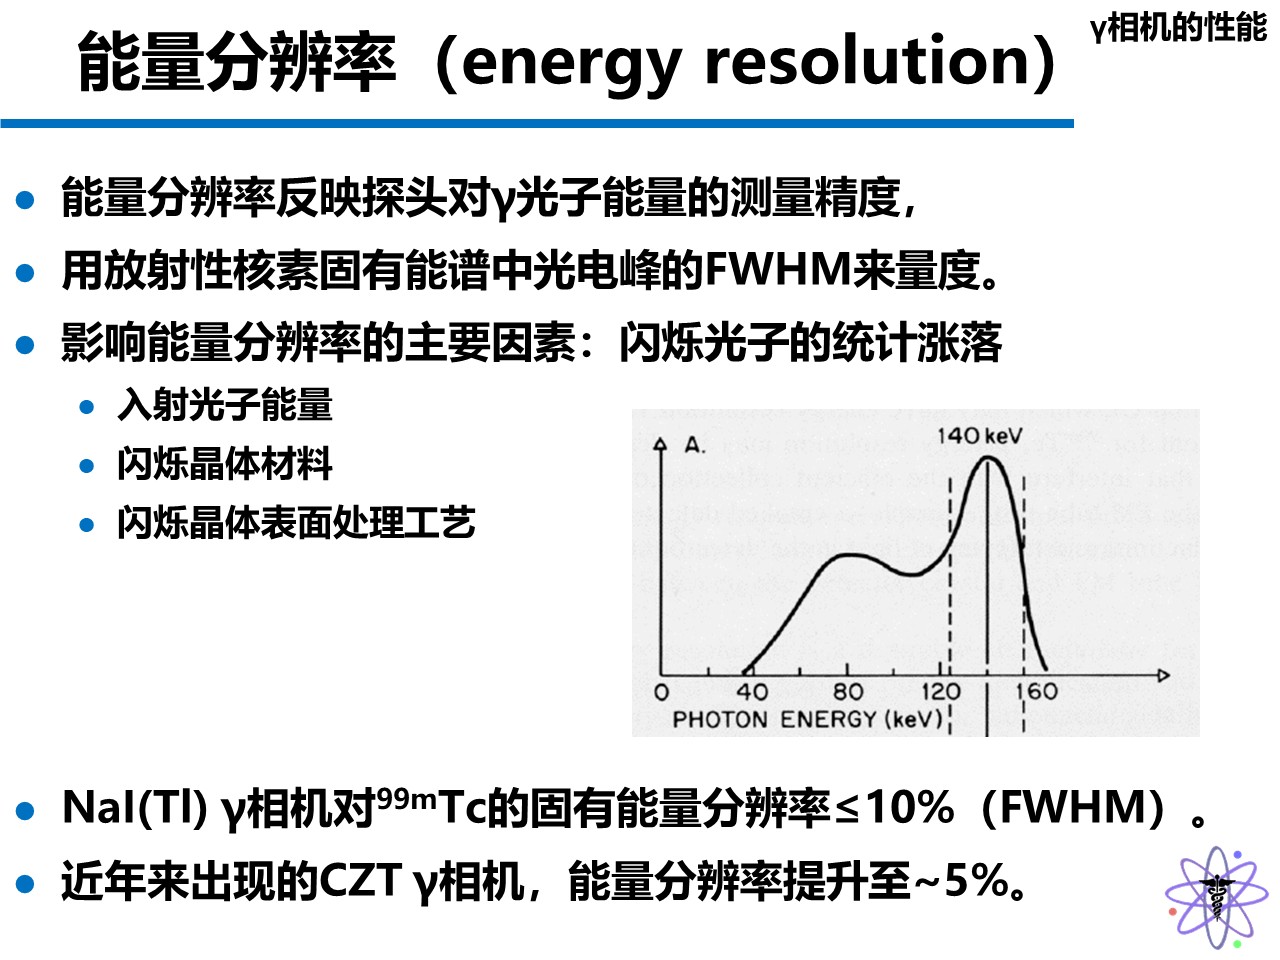 γ相机的性能
能量分辨率（energy resolution）
能量分辨率反映探头对γ光子能量的测量精度，
用放射性核素固有能谱中光电峰的FWHM来量度。
影响能量分辨率的主要因素：闪烁光子的统计涨落
入射光子能量
闪烁晶体材料
闪烁晶体表面处理工艺
A.
140 keV
0 40 80 120 160
PHOTON ENERGY (keV)
NaI(Tl) γ相机对⁹⁹ᵐTc的固有能量分辨率≤10%（FWHM）。
近年来出现的CZT γ相机，能量分辨率提升至~5%。